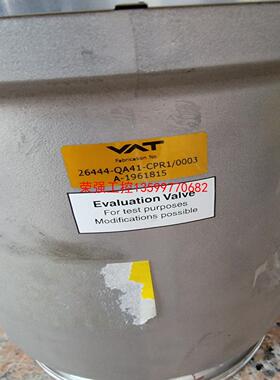 VAT
Fabrication No.
26444-QA41-CPR1/0003
A-1961815
荣强工控13599770682
Evaluation Valve
For test purposes
Modifications possible